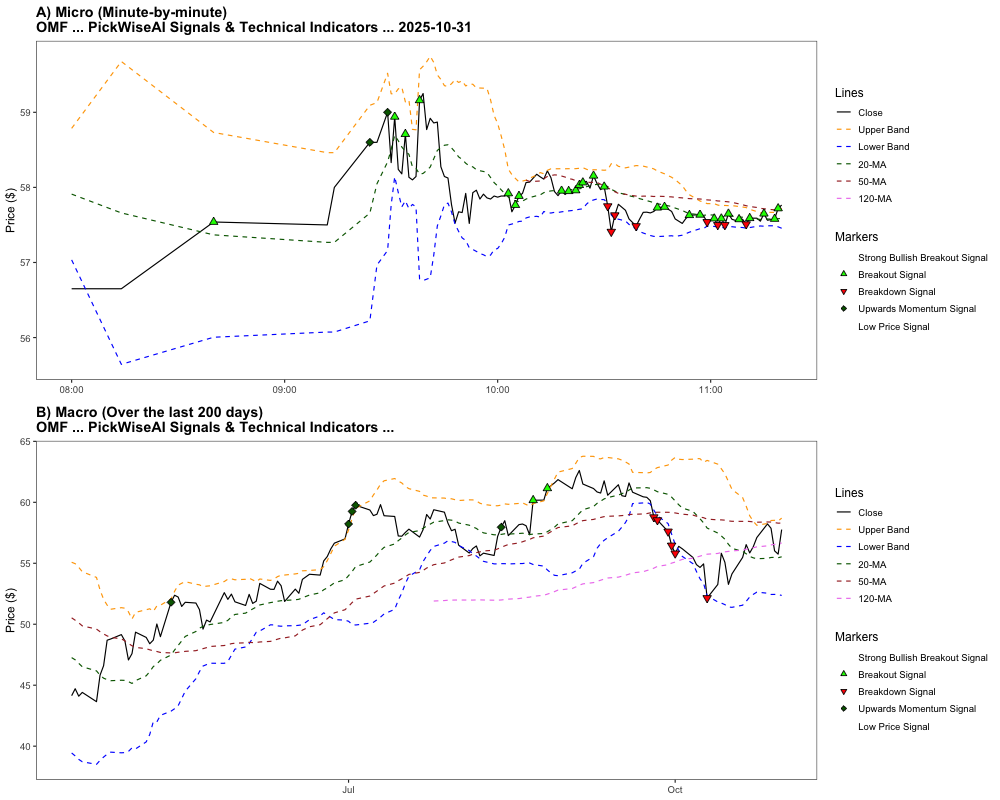 A) Micro (Minute-by-minute)
OMF ... PickWiseAI Signals & Technical Indicators ... 2025-10-31
Price ($)
59
58
57
56
08:00
09:00
10:00
11:00
Lines
Close
Upper Band
Lower Band
20-MA
50-MA
120-MA
Markers
Strong Bullish Breakout Signal
Breakout Signal
Breakdown Signal
Upwards Momentum Signal
Low Price Signal
B) Macro (Over the last 200 days)
OMF ... PickWiseAI Signals & Technical Indicators ...
Price ($)
65
60
55
50
45
40
Jul
Oct
Lines
Close
Upper Band
Lower Band
20-MA
50-MA
120-MA
Markers
Strong Bullish Breakout Signal
Breakout Signal
Breakdown Signal
Upwards Momentum Signal
Low Price Signal